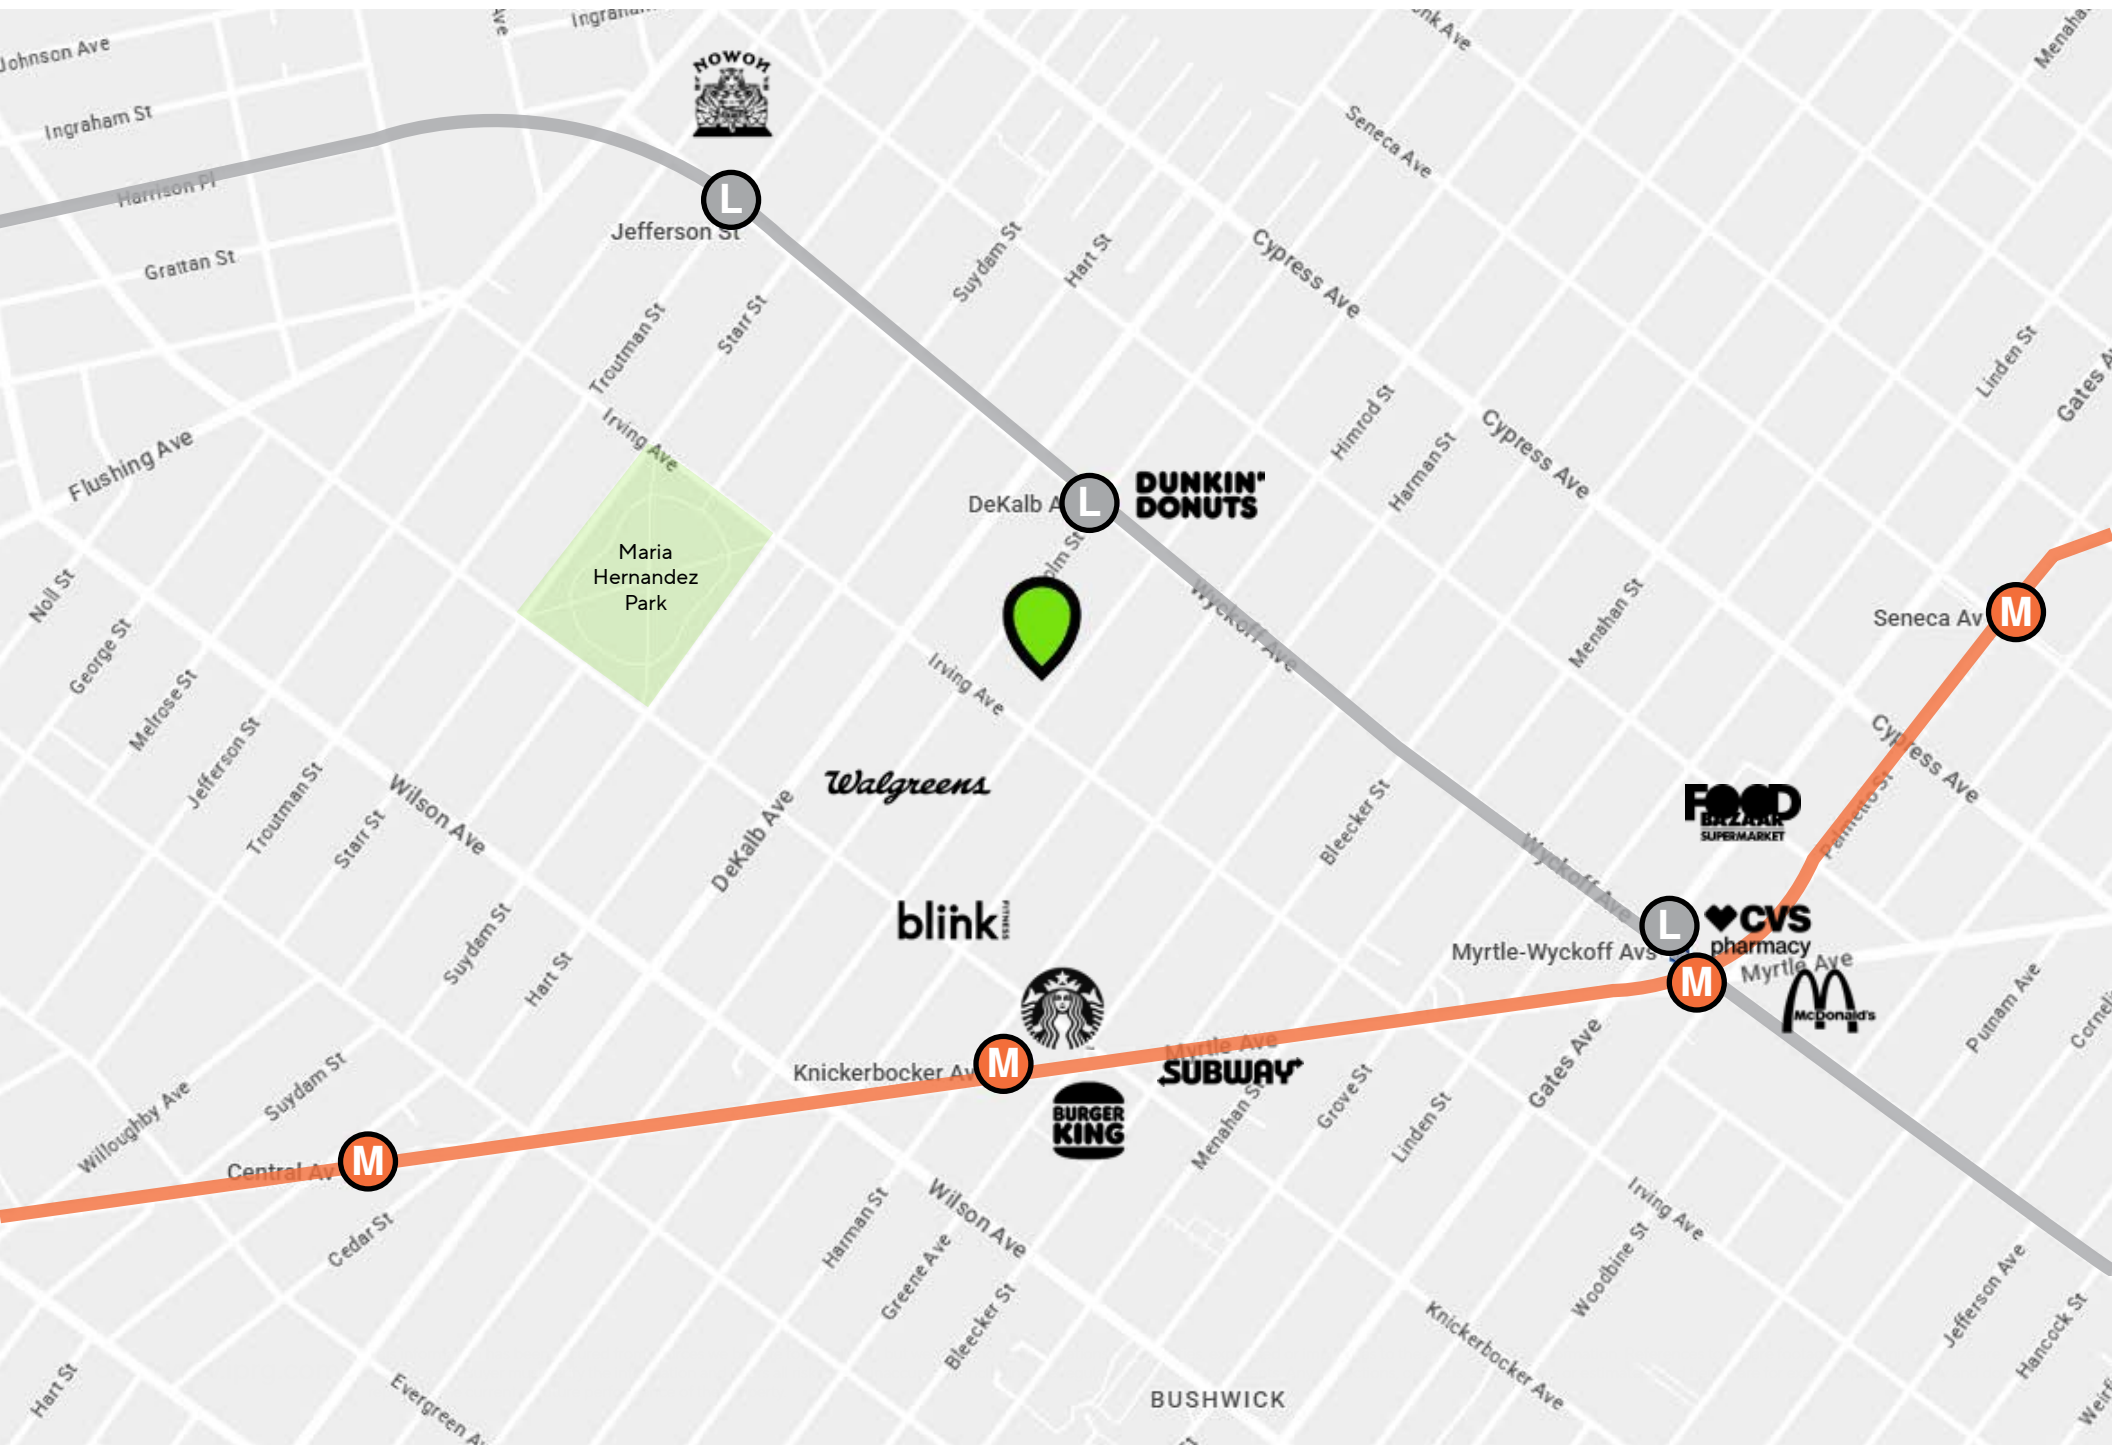 Johnson Ave
Ingraham St
Harrison Pl
Grattan St
Flushing Ave
NOWON
L
Jefferson St
Troutman St
Starr St
Suydam St
Hart St
Seneca Ave
Menaha
Cypress Ave
Linden St
Gates A
Irving Ave
Maria
Hernandez
Park
DeKalb A
L
DUNKIN'
DONUTS
Himrod St
Harman St
Cypress Ave
Wyckoff Ave
Menahan St
Seneca Av
M
Noll St
George St
Melrose St
Jefferson St
Troutman St
Starr St
Wilson Ave
Irving Ave
Walgreens
DeKalb Ave
Bleecker St
Wyckoff Ave
FOOD
BAZAAR
SUPERMARKET
Cypress Ave
Palmetto St
blink
FITNESS
Suydam St
Hart St
L
CVS
pharmacy
Myrtle-Wyckoff Avs
M
Myrtle Ave
McDonald's
Putnam Ave
Corneli
Knickerbocker Av
M
Myrtle Ave
SUBWAY
BURGER
KING
Menahan St
Grove St
Linden St
Gates Ave
Willoughby Ave
Suydam St
Central Av
M
Cedar St
Harman St
Greene Ave
Bleecker St
Wilson Ave
Irving Ave
Woodbine St
Knickerbocker Ave
Jefferson Ave
Hancock St
Hart St
Evergreen Av
BUSHWICK